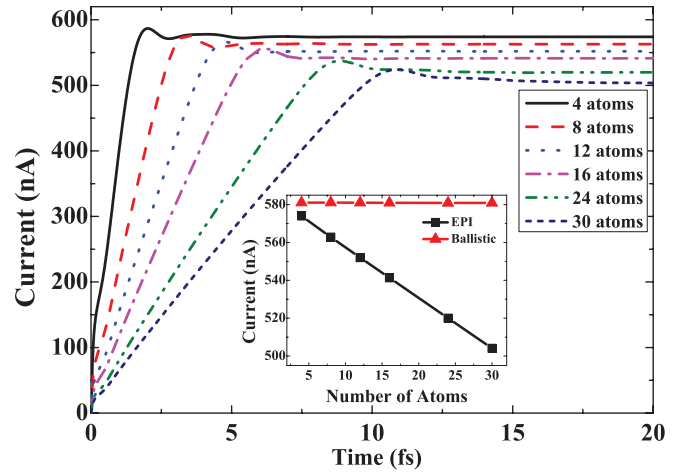 Current (nA)
600
500
400
300
200
100
0
0
5
10
15
20
Time (fs)
4 atoms
8 atoms
12 atoms
16 atoms
24 atoms
30 atoms
Current (nA)
580
560
540
520
500
EPI
Ballistic
5
10
15
20
25
30
Number of Atoms